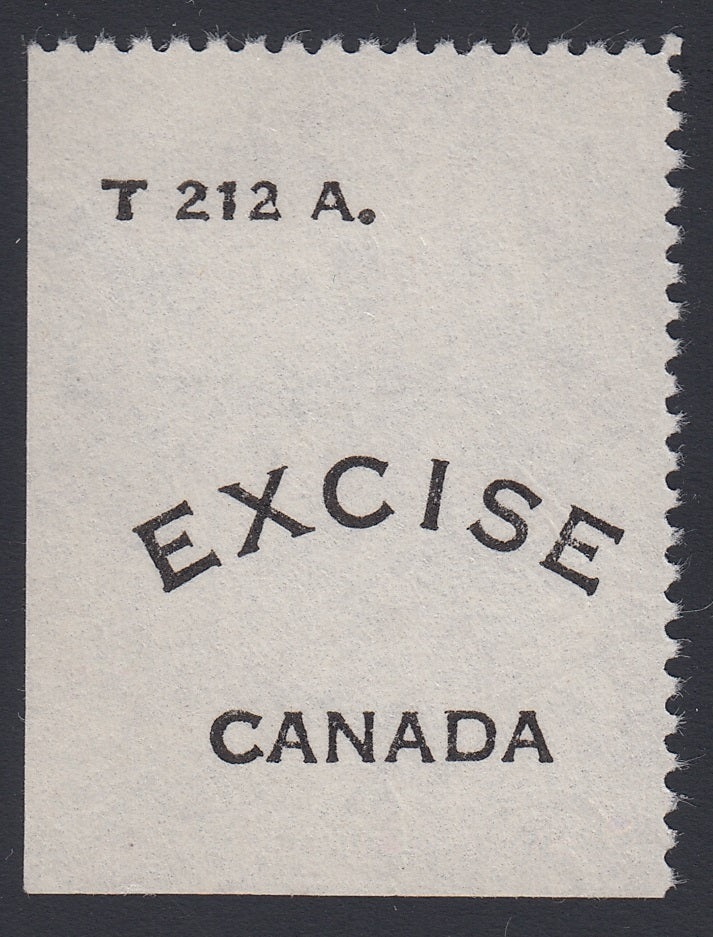 T 212 A.
EXCISE
CANADA